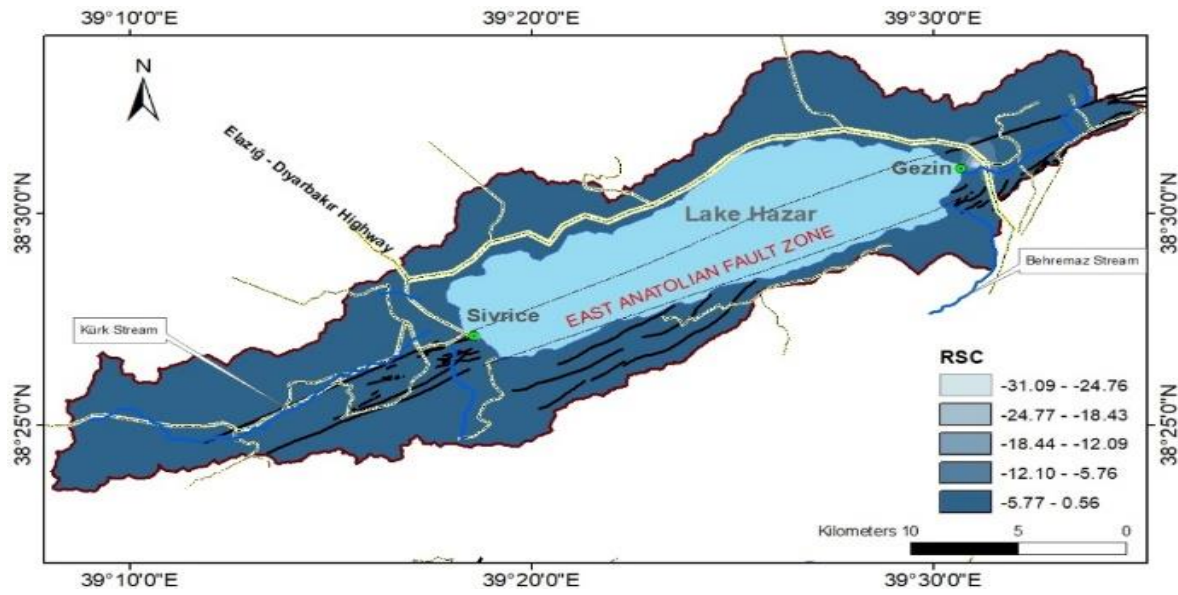 39°10'0"E
39°20'0"E
39°30'0"E
N
Elazığ - Diyarbakır Highway
Gezin
38°30'0"N
38°30'0"N
Lake Hazar
EAST ANATOLIAN FAULT ZONE
Behremaz Stream
Sivrice
Kürk Stream
RSC
-31.09 - -24.76
-24.77 - -18.43
-18.44 - -12.09
-12.10 - -5.76
-5.77 - 0.56
38°25'0"N
38°25'0"N
Kilometers 10
5
0
39°10'0"E
39°20'0"E
39°30'0"E